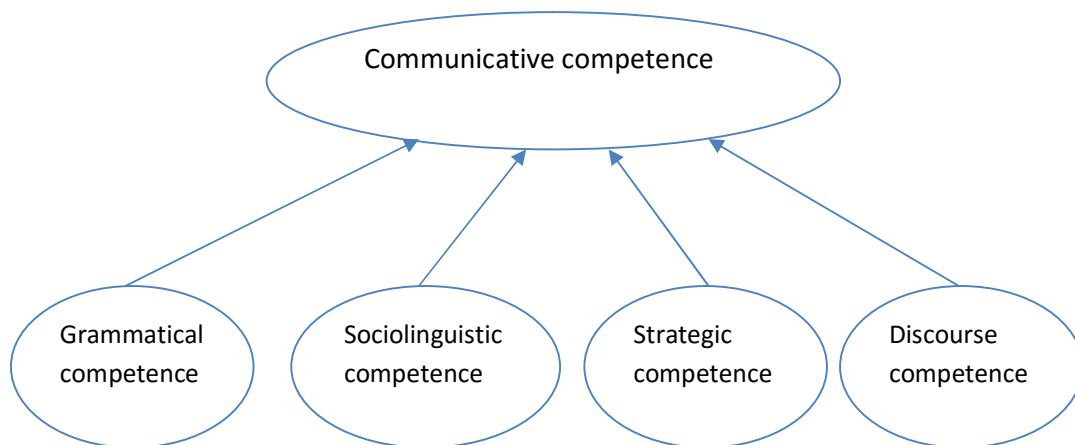 Communicative competence
Grammatical
competence
Sociolinguistic
competence
Strategic
competence
Discourse
competence